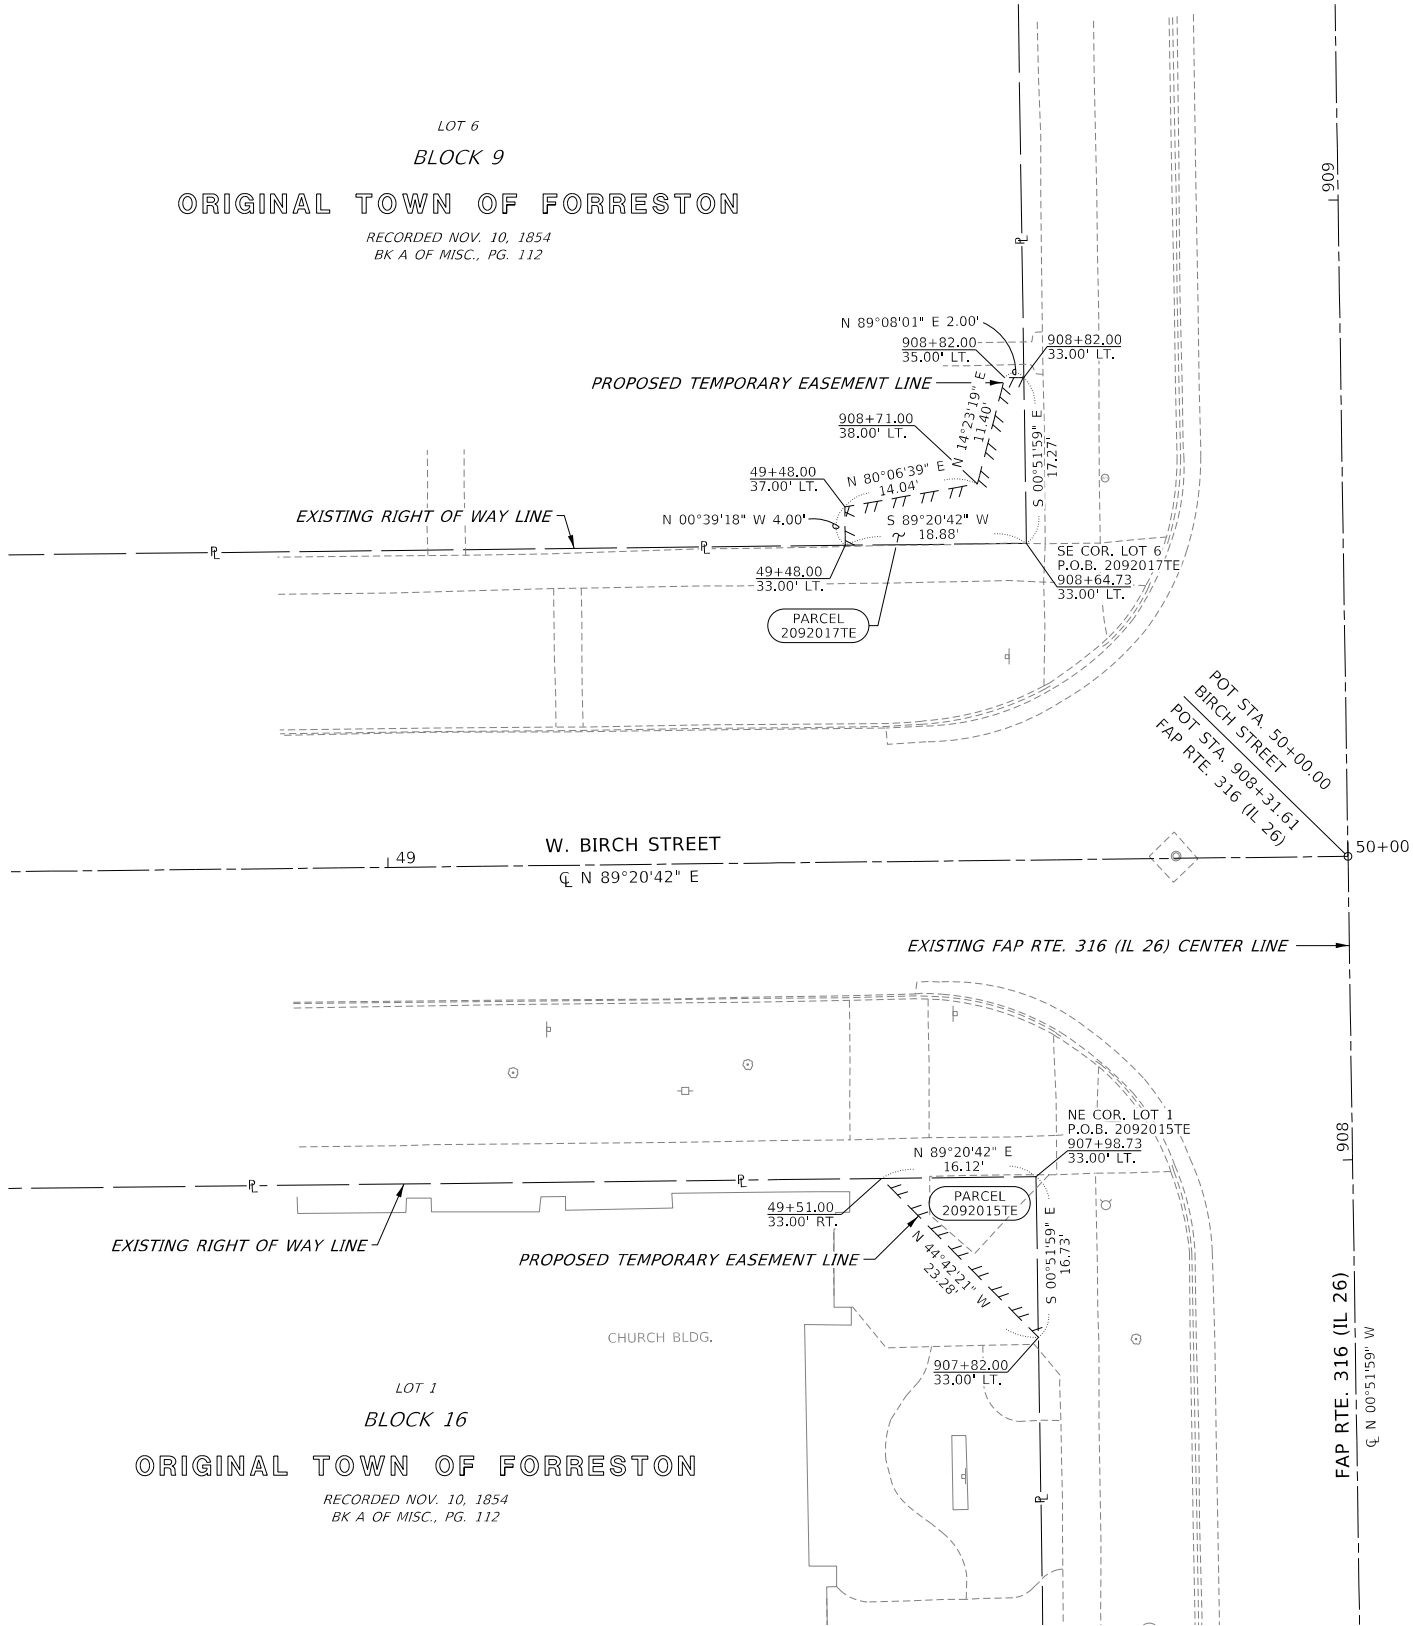 LOT 6
BLOCK 9
ORIGINAL TOWN OF FORRESTON
RECORDED NOV. 10, 1854
BK A OF MISC., PG. 112
909
℄
N 89°08'01" E 2.00'
908+82.00
35.00' LT.
908+82.00
33.00' LT.
PROPOSED TEMPORARY EASEMENT LINE
N 14°23'19" E
11.40'
908+71.00
38.00' LT.
S 00°51'59" E
17.27'
49+48.00
37.00' LT.
N 80°06'39" E
14.04'
EXISTING RIGHT OF WAY LINE
N 00°39'18" W 4.00'
S 89°20'42" W
18.88'
PL
PL
PL
49+48.00
33.00' LT.
SE COR. LOT 6
P.O.B. 2092017TE
908+64.73
33.00' LT.
PARCEL
2092017TE
POT STA. 50+00.00
BIRCH STREET
POT STA. 908+31.61
FAP RTE. 316 (IL 26)
W. BIRCH STREET
50+00
49
℄ N 89°20'42" E
EXISTING FAP RTE. 316 (IL 26) CENTER LINE
NE COR. LOT 1
P.O.B. 2092015TE
907+98.73
33.00' LT.
908
N 89°20'42" E
16.12'
PL
PL
PARCEL
2092015TE
49+51.00
33.00' RT.
EXISTING RIGHT OF WAY LINE
PROPOSED TEMPORARY EASEMENT LINE
N 44°42'21" W
23.28'
S 00°51'59" E
16.73'
CHURCH BLDG.
907+82.00
33.00' LT.
LOT 1
BLOCK 16
ORIGINAL TOWN OF FORRESTON
RECORDED NOV. 10, 1854
BK A OF MISC., PG. 112
PL
FAP RTE. 316 (IL 26)
℄ N 00°51'59" W